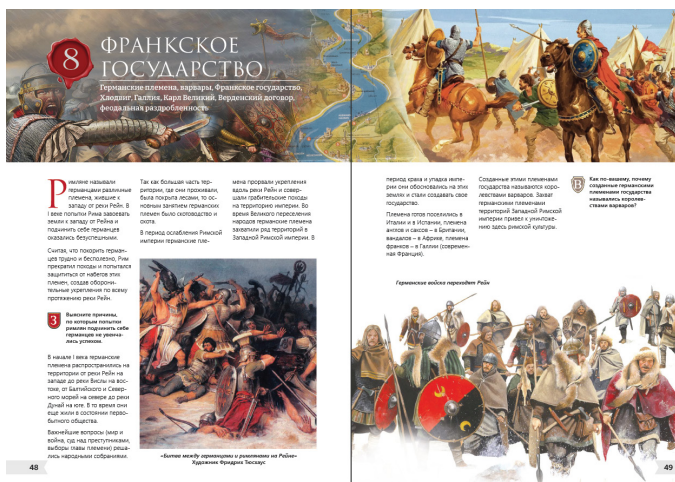 8
ФРАНКСКОЕ
ГОСУДАРСТВО
Германские племена, варвары, Франкское государство,
Хлодвиг, Галлия, Карл Великий, Верденский договор,
феодальная раздробленность
Римляне называли
германцами различные
племена, жившие к
западу от реки Рейн. В
I веке попытки Рима завоевать
земли к западу от Рейна и
подчинить себе германцев
оказались безуспешными.
Считая, что покорить герман-
цев трудно и бесполезно, Рим
прекратил походы и попытался
защититься от набегов этих
племен, создав оборони-
тельные укрепления по всему
протяжению реки Рейн.
3
Выясните причины,
по которым попытки
римлян подчинить себе
германцев не увенча-
лись успехом.
В начале I века германские
племена распространились на
территории от реки Рейн на
западе до реки Вислы на вос-
токе, от Балтийского и Север-
ного морей на севере до реки
Дунай на юге. В то время они
еще жили в состоянии перво-
бытного общества.
Важнейшие вопросы (мир и
война, суд над преступниками,
выборы главы племени) реша-
лись народными собраниями.
Так как большая часть тер-
ритории, где они проживали,
была покрыта лесами, то ос-
новным занятием германских
племен было скотоводство и
охота.
В период ослабления Римской
империи германские пле-
мена прорвали укрепления
вдоль реки Рейн и совер-
шали грабительские походы
на территорию империи. Во
время Великого переселения
народов германские племена
захватили ряд территорий в
Западной Римской империи. В
«Битва между германцами и римлянами на Рейне»
Художник Фридрих Тюсхаус
48
период краха и упадка импе-
рии они обосновались на этих
землях и стали создавать свое
государство.
Племена готов поселились в
Италии и в Испании, племена
англов и саксов – в Британии,
вандалов – в Африке, племена
франков – в Галлии (современ-
ная Франция).
Созданные этими племенами
государства называются коро-
левствами варваров. Захват
германскими племенами
территорий Западной Римской
империи привел к уничтоже-
нию здесь римской культуры.
В
Как по-вашему, почему
созданные германскими
племенами государства
назывались королев-
ствами варваров?
Германские войска переходят Рейн
49